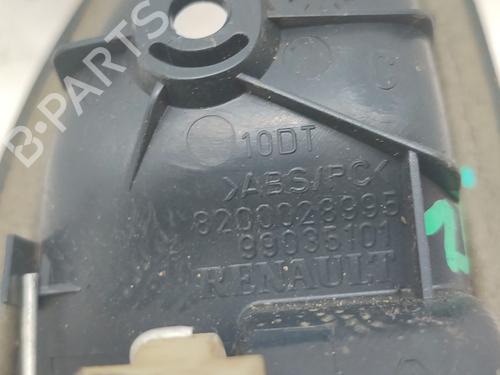 B-PARTS
10DT
>ABS/PC<
8200028995
99035101
RENAULT